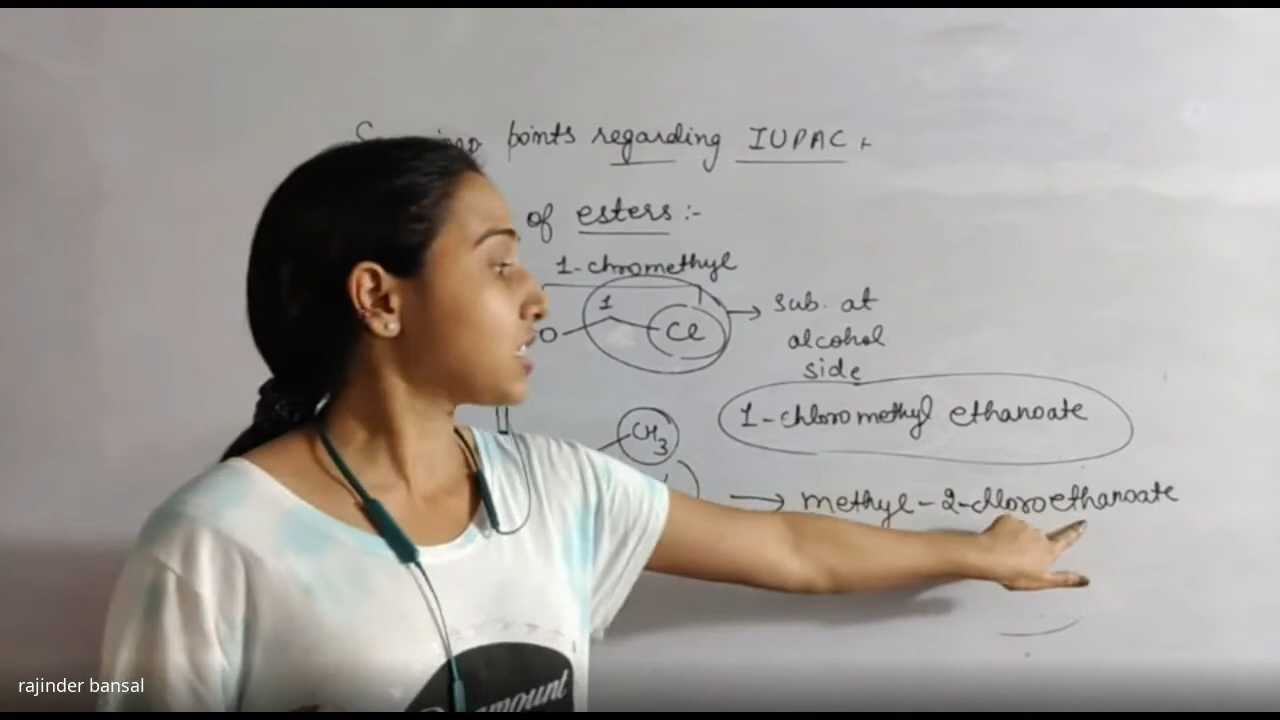 points regarding IUPAC
of esters :-
1-chromethyl
1
O
Cl
sub. at
alcohol
side
1-chloromethyl ethanoate
CH3
methyl-2-chloroethanoate
rajinder bansal